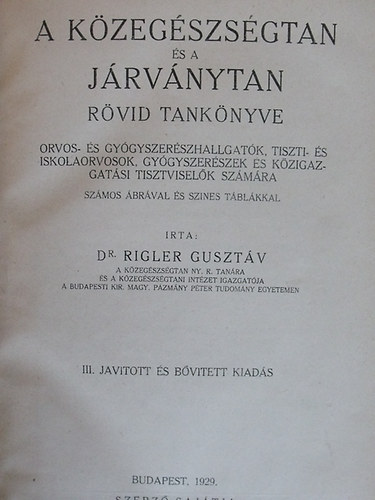 A KÖZEGÉSZSÉGTAN
ÉS A
JÁRVÁNYTAN
RÖVID TANKÖNYVE
ORVOS- ÉS GYÓGYSZERÉSZHALLGATÓK, TISZTI- ÉS
ISKOLAORVOSOK, GYÓGYSZERÉSZEK ÉS KÖZIGAZ-
GATÁSI TISZTVISELŐK SZÁMÁRA
SZÁMOS ÁBRÁVAL ÉS SZINES TÁBLÁKKAL
IRTA:
DR. RIGLER GUSZTÁV
A KÖZEGÉSZSÉGTAN NY. R. TANÁRA
ÉS A KÖZEGÉSZSÉGTANI INTÉZET IGAZGATÓJA
A BUDAPESTI KIR. MAGY. PÁZMÁNY PÉTER TUDOMÁNY EGYETEMEN
III. JAVITOTT ÉS BŐVITETT KIADÁS
BUDAPEST, 1929.
SZERZŐ SAJÁTJA